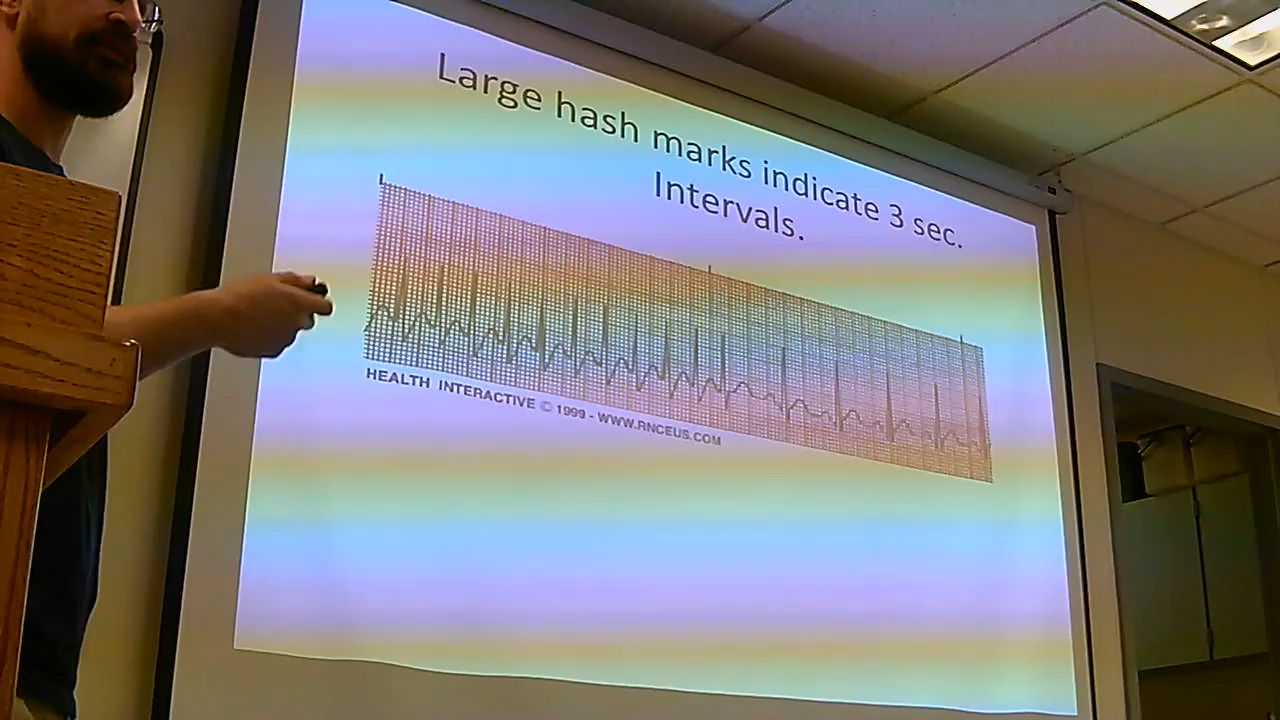 Large hash marks indicate 3 sec.
Intervals.
HEALTH INTERACTIVE © 1999 - WWW.RNCEUS.COM